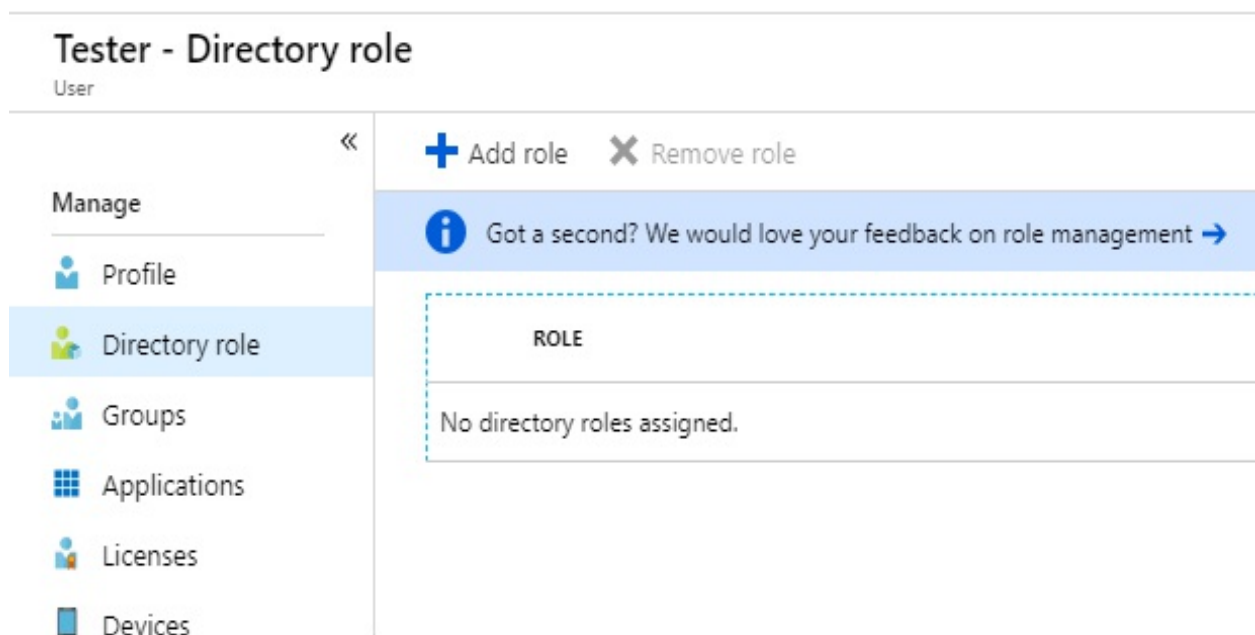 Tester - Directory role
User
«
Manage
Profile
Directory role
Groups
Applications
Licenses
Devices
Add role
Remove role
Got a second? We would love your feedback on role management →
ROLE
No directory roles assigned.